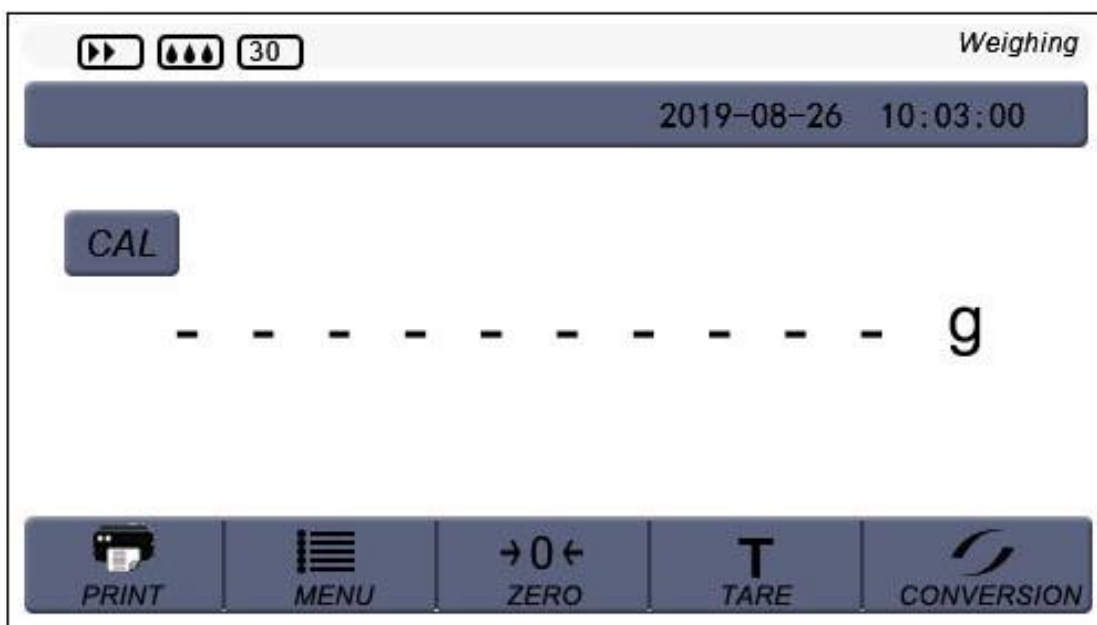 30 Weighing
2019-08-26 10:03:00
CAL
- - - - - - - - - - g
→0←
T
PRINT MENU ZERO TARE CONVERSION